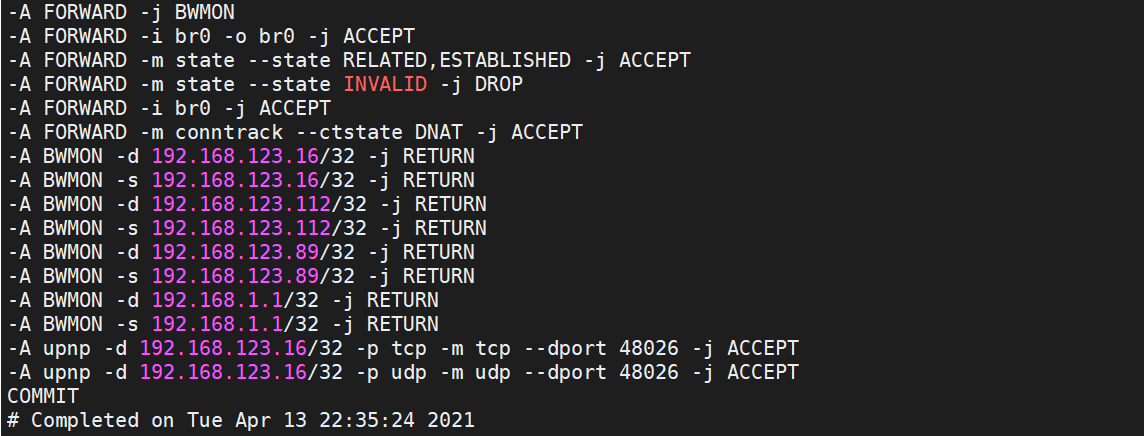 -A FORWARD -j BWMON
-A FORWARD -i br0 -o br0 -j ACCEPT
-A FORWARD -m state --state RELATED,ESTABLISHED -j ACCEPT
-A FORWARD -m state --state INVALID -j DROP
-A FORWARD -i br0 -j ACCEPT
-A FORWARD -m conntrack --ctstate DNAT -j ACCEPT
-A BWMON -d 192.168.123.16/32 -j RETURN
-A BWMON -s 192.168.123.16/32 -j RETURN
-A BWMON -d 192.168.123.112/32 -j RETURN
-A BWMON -s 192.168.123.112/32 -j RETURN
-A BWMON -d 192.168.123.89/32 -j RETURN
-A BWMON -s 192.168.123.89/32 -j RETURN
-A BWMON -d 192.168.1.1/32 -j RETURN
-A BWMON -s 192.168.1.1/32 -j RETURN
-A upnp -d 192.168.123.16/32 -p tcp -m tcp --dport 48026 -j ACCEPT
-A upnp -d 192.168.123.16/32 -p udp -m udp --dport 48026 -j ACCEPT
COMMIT
# Completed on Tue Apr 13 22:35:24 2021